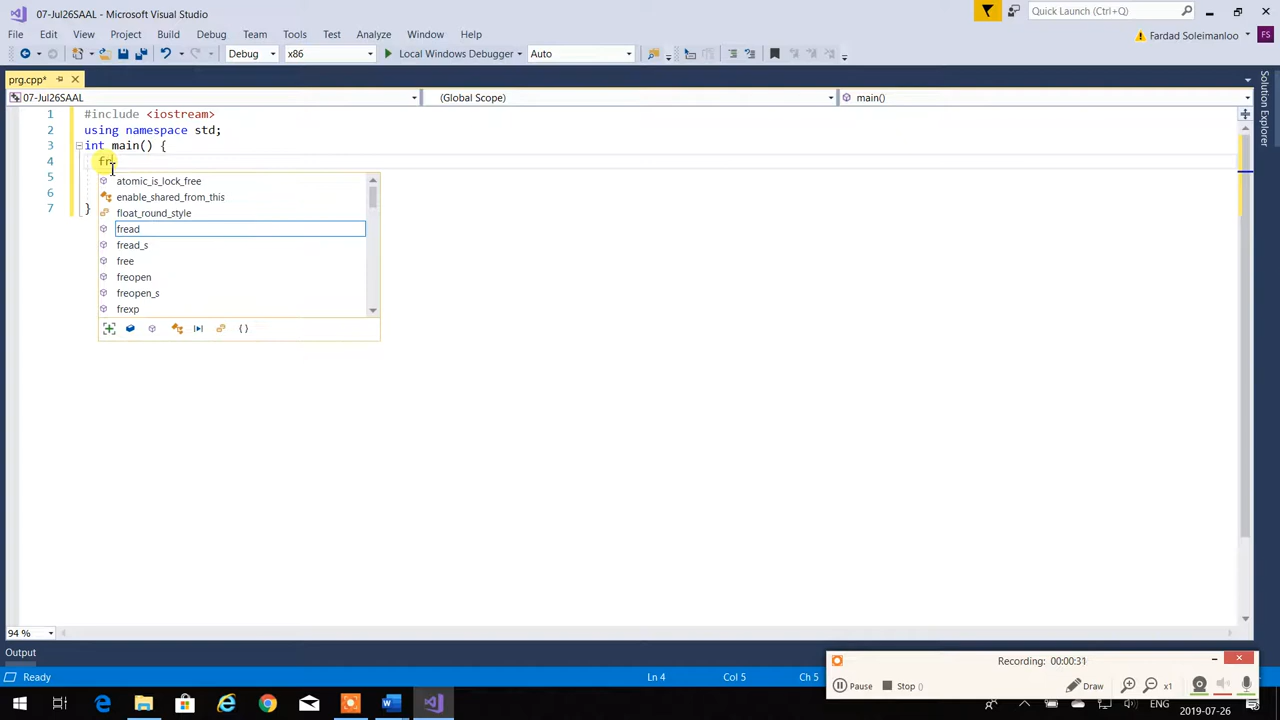 07-Jul26SAAL - Microsoft Visual Studio
Quick Launch (Ctrl+Q)
File Edit View Project Build Debug Team Tools Test Analyze Window Help
Fardad Soleimanloo FS
Debug x86 Local Windows Debugger Auto
prg.cpp*
07-Jul26SAAL (Global Scope) main()
1 #include <iostream>
2 using namespace std;
3 int main() {
4 fr
5
6
7 }
atomic_is_lock_free
enable_shared_from_this
float_round_style
fread
fread_s
free
freopen
freopen_s
frexp
Solution Explorer
94 %
Output
Ready Ln 4 Col 5 Ch 5
Recording: 00:00:31
Pause Stop () Draw x1
ENG
2019-07-26